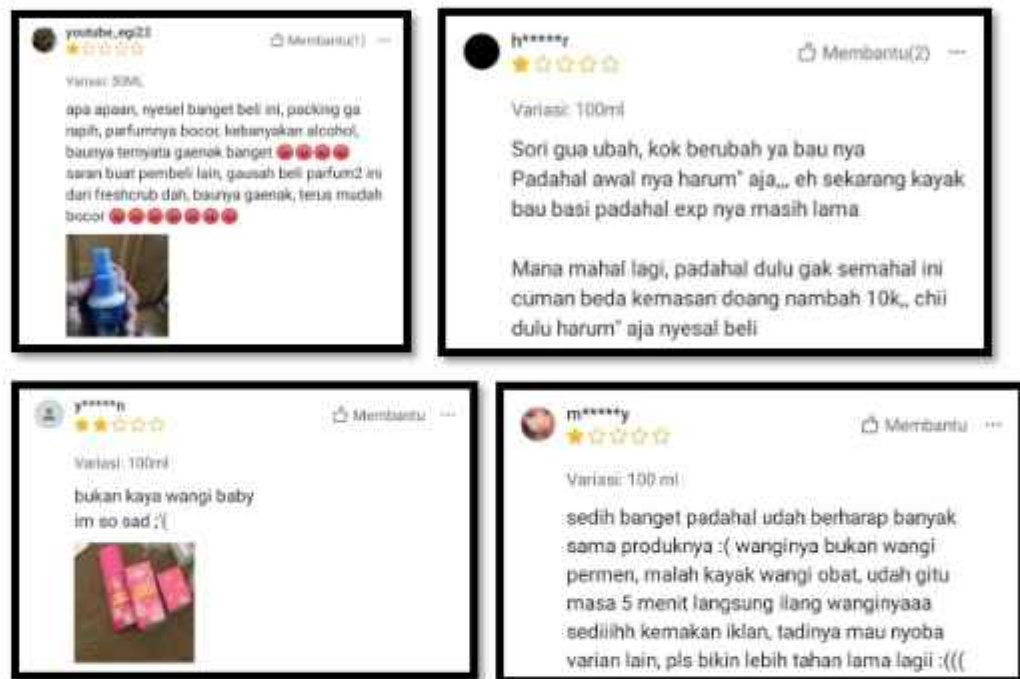 youtube_egi23
Membantu(1)
Variasi: 50ML
apa apaan, nyesel banget beli ini, packing ga
rapih, parfumnya bocor, kebanyakan alcohol,
baunya ternyata gaenak banget 😡😡😡😡
saran buat pembeli lain, gausah beli parfum2 ini
dari freshcrub dah, baunya gaenak, terus mudah
bocor 😡😡😡😡😡😡😡
h*****r
Membantu(2)
Variasi: 100ml
Sori gua ubah, kok berubah ya bau nya
Padahal awal nya harum" aja,,, eh sekarang kayak
bau basi padahal exp nya masih lama
Mana mahal lagi, padahal dulu gak semahal ini
cuman beda kemasan doang nambah 10k,, chii
dulu harum" aja nyesal beli
y*****n
Membantu
Variasi: 100ml
bukan kaya wangi baby
im so sad ;'(
m*****y
Membantu
Variasi: 100 ml
sedih banget padahal udah berharap banyak
sama produknya :( wanginya bukan wangi
permen, malah kayak wangi obat, udah gitu
masa 5 menit langsung ilang wanginyaaa
sediiihh kemakan iklan, tadinya mau nyoba
varian lain, pls bikin lebih tahan lama lagii :(((